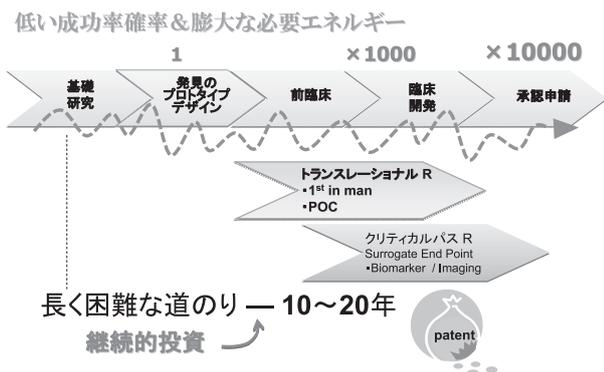 低い成功率確率＆膨大な必要エネルギー
1 ×1000 ×10000
基礎
研究
発見の
プロトタイプ
デザイン
前臨床
臨床
開発
承認申請
トランスレーショナル R
・1st in man
・POC
クリティカルパス R
Surrogate End Point
・Biomarker / Imaging
長く困難な道のり ― 10〜20年
継続的投資
patent